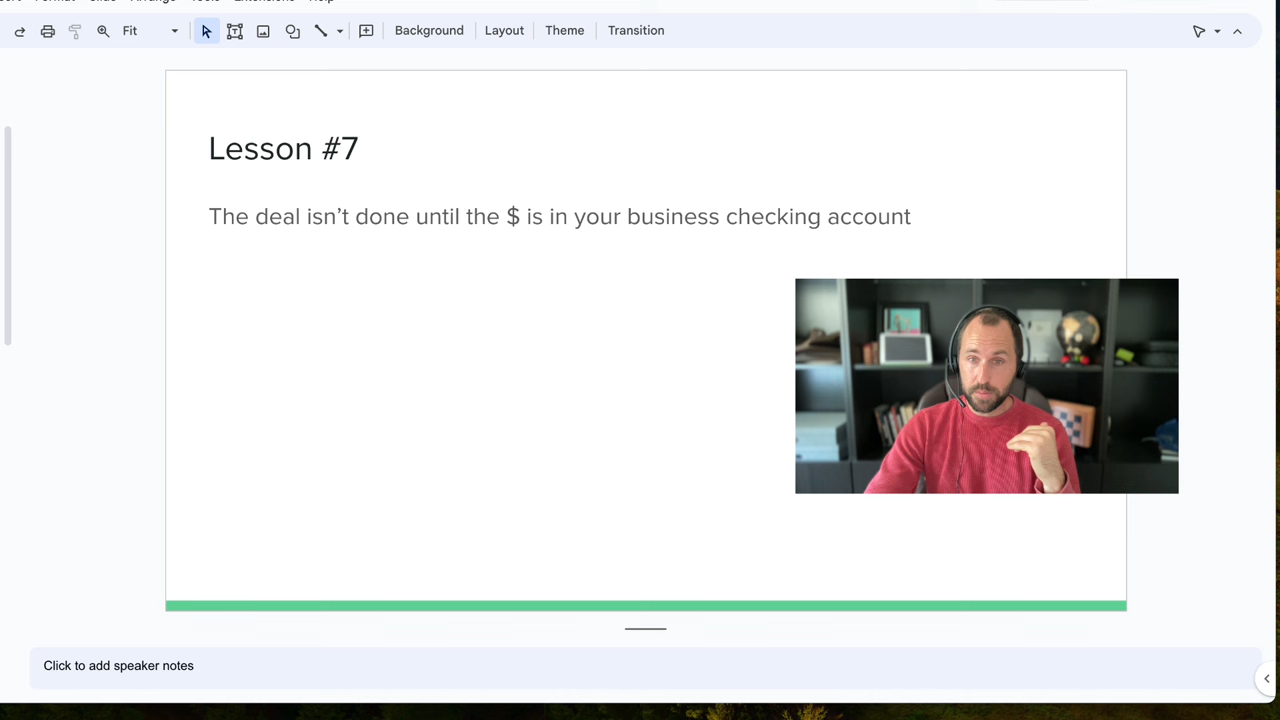 Fit
Background
Layout
Theme
Transition
Lesson #7
The deal isn’t done until the $ is in your business checking account
Click to add speaker notes